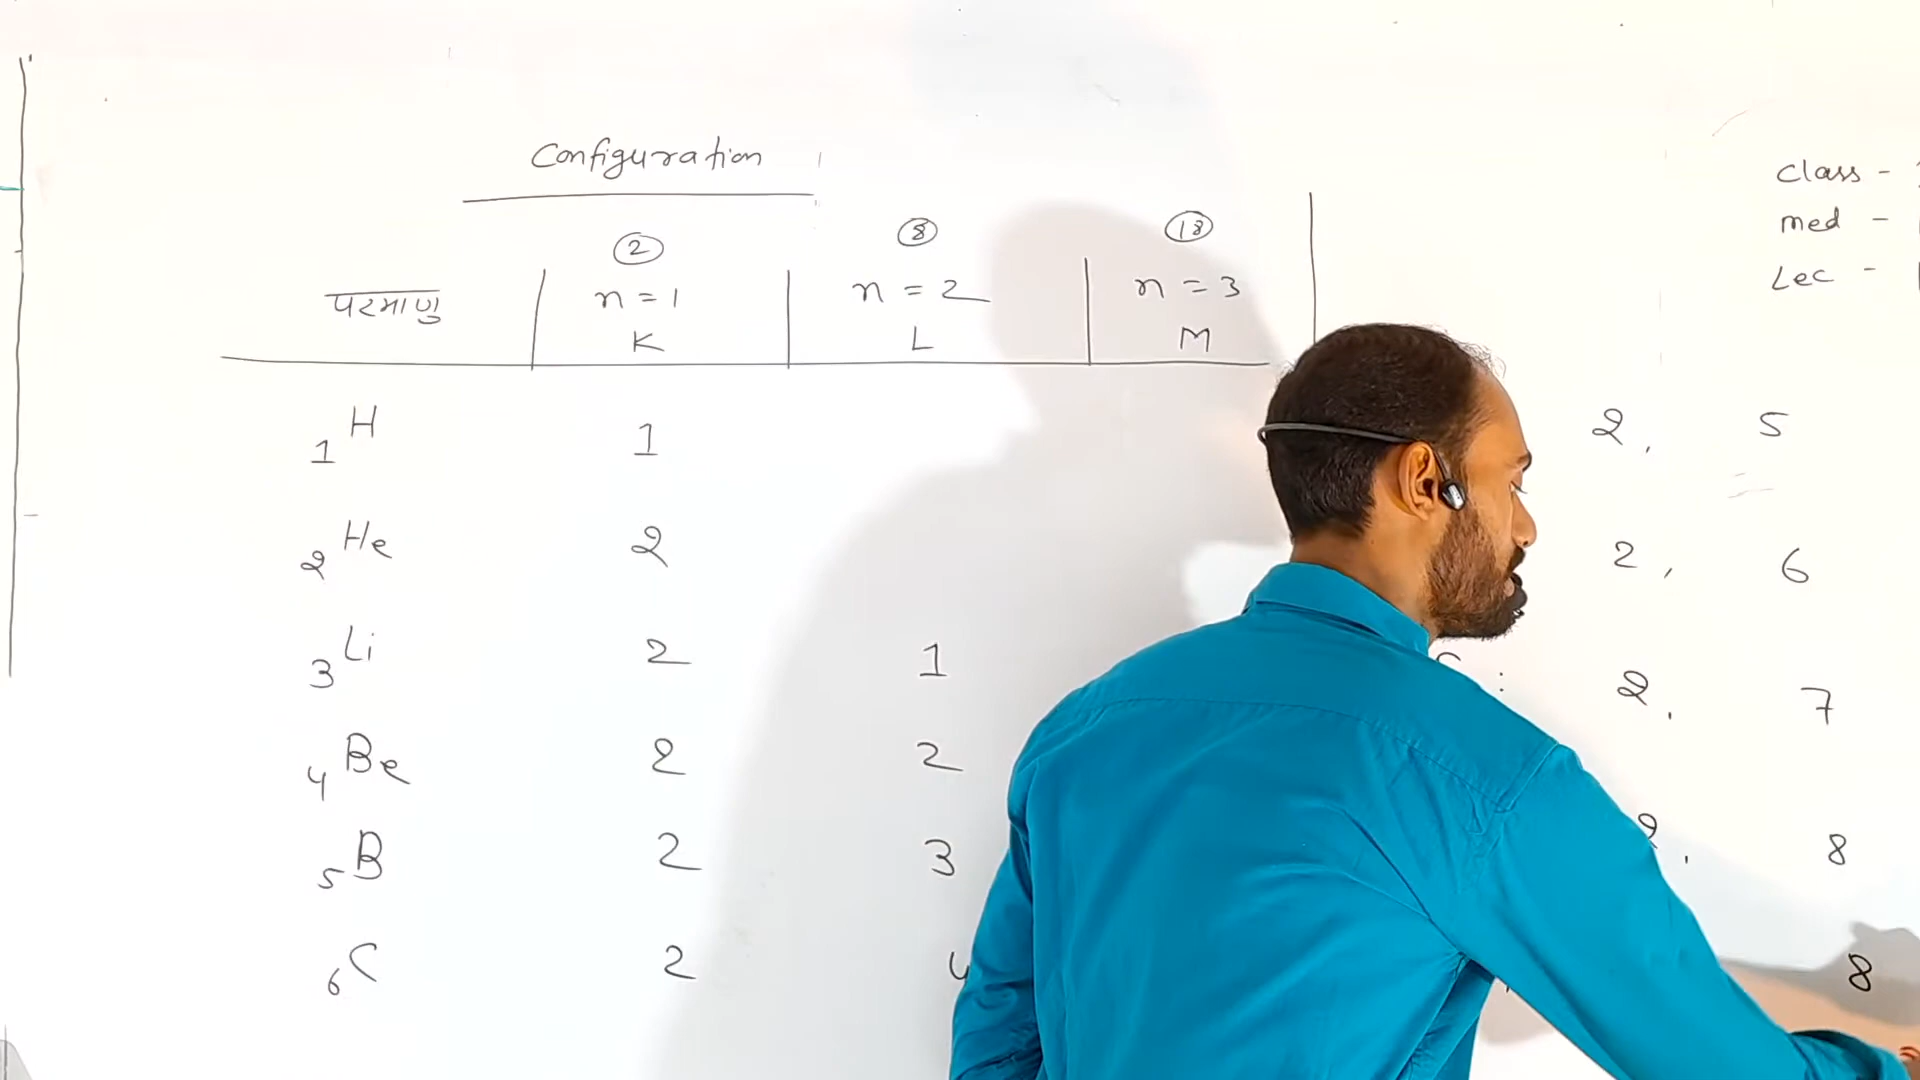 Configuration
2 8 18
परमाणु n = 1 n = 2 n = 3
K L M
1H 1
2He 2
3Li 2 1
4Be 2 2
5B 2 3
6C 2 4
class -
med -
Lec -
2, 5
2, 6
: 2, 7
2, 8
8